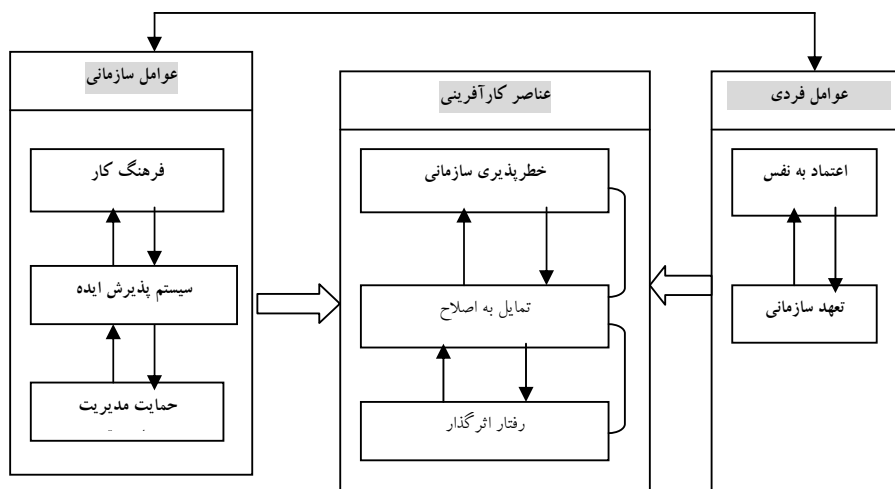 عوامل سازمانی
عناصر کارآفرینی
عوامل فردی
فرهنگ کار
خطرپذیری سازمانی
اعتماد به نفس
سیستم پذیرش ایده
تمایل به اصلاح
تعهد سازمانی
حمایت مدیریت
رفتار اثرگذار